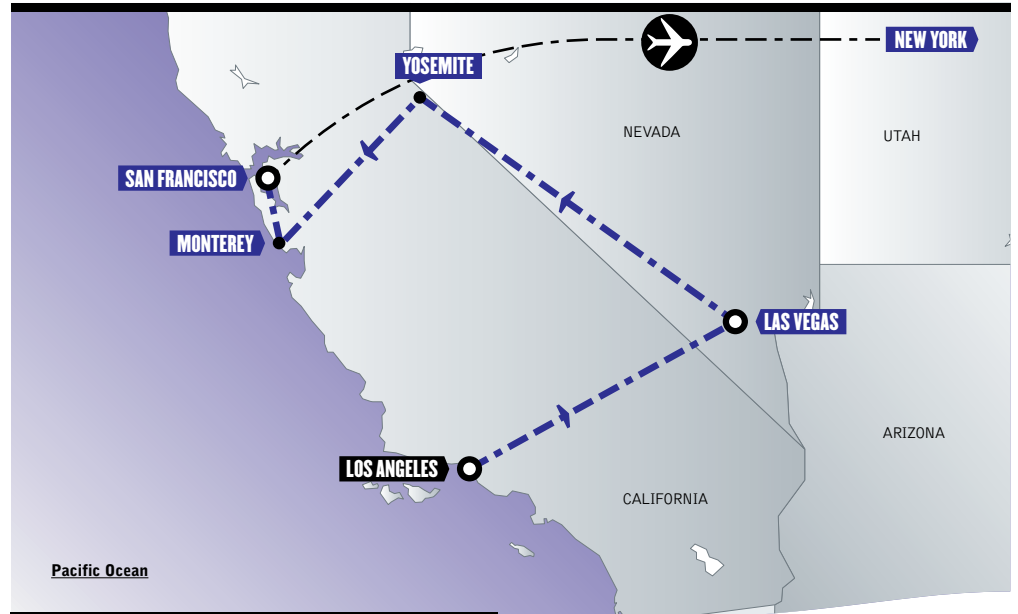 NEW YORK
YOSEMITE
NEVADA
UTAH
SAN FRANCISCO
MONTEREY
LAS VEGAS
ARIZONA
LOS ANGELES
CALIFORNIA
Pacific Ocean